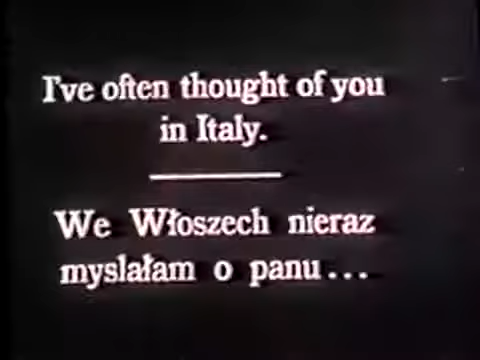 I've often thought of you
in Italy.
We Włoszech nieraz
myslałam o panu...